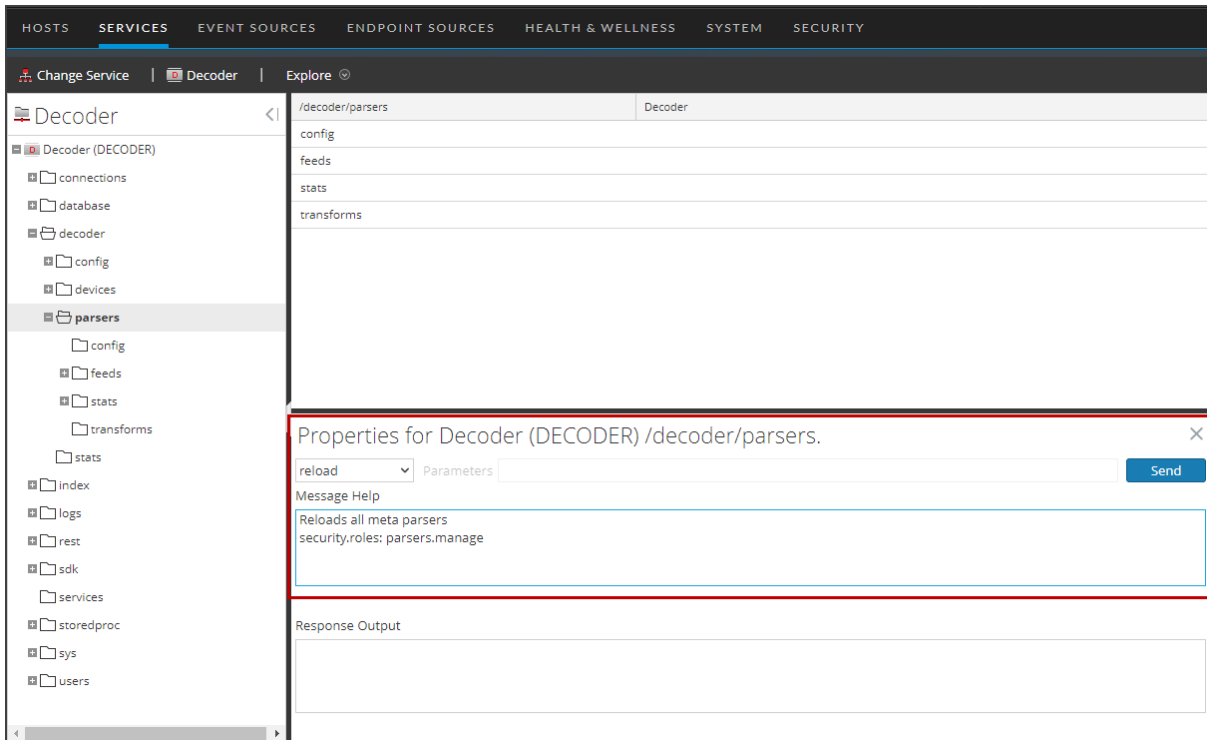 HOSTS SERVICES EVENT SOURCES ENDPOINT SOURCES HEALTH & WELLNESS SYSTEM SECURITY
Change Service | D Decoder | Explore
Decoder
D Decoder (DECODER)
connections
database
decoder
config
devices
parsers
config
feeds
stats
transforms
stats
index
logs
rest
sdk
services
storedproc
sys
users
/decoder/parsers Decoder
config
feeds
stats
transforms
Properties for Decoder (DECODER) /decoder/parsers.
reload Parameters Send
Message Help
Reloads all meta parsers
security.roles: parsers.manage
Response Output